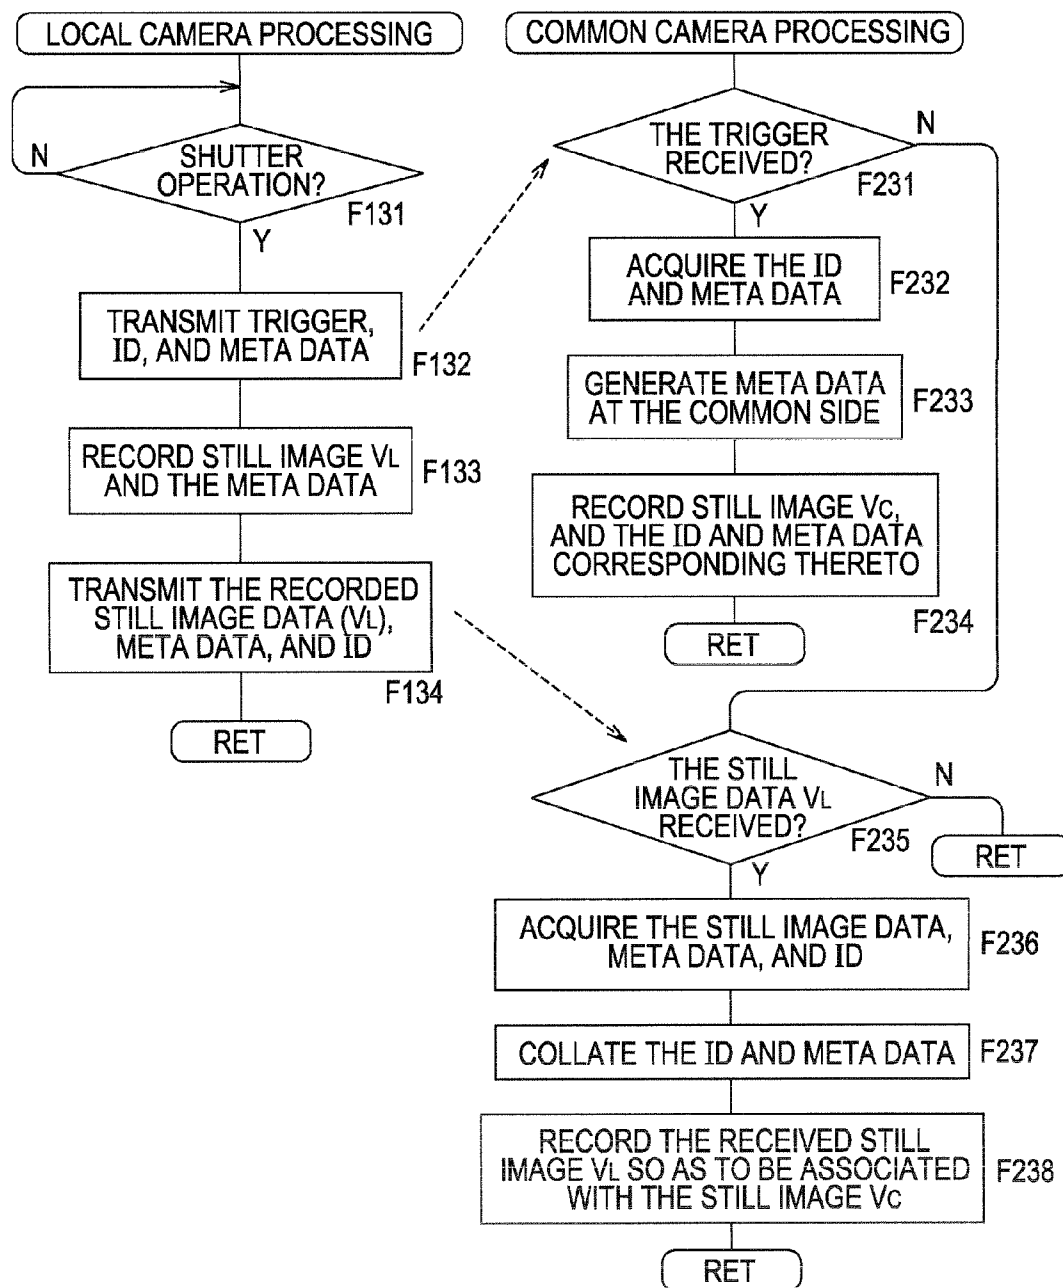 LOCAL CAMERA PROCESSING
N
SHUTTER
OPERATION?
F131
Y
TRANSMIT TRIGGER,
ID, AND META DATA
F132
RECORD STILL IMAGE VL
AND THE META DATA
F133
TRANSMIT THE RECORDED
STILL IMAGE DATA (VL),
META DATA, AND ID
F134
RET
COMMON CAMERA PROCESSING
THE TRIGGER
RECEIVED?
N
F231
Y
ACQUIRE THE ID
AND META DATA
F232
GENERATE META DATA
AT THE COMMON SIDE
F233
RECORD STILL IMAGE VC,
AND THE ID AND META DATA
CORRESPONDING THERETO
F234
RET
THE STILL
IMAGE DATA VL
RECEIVED?
N
F235
RET
Y
ACQUIRE THE STILL IMAGE DATA,
META DATA, AND ID
F236
COLLATE THE ID AND META DATA
F237
RECORD THE RECEIVED STILL
IMAGE VL SO AS TO BE ASSOCIATED
WITH THE STILL IMAGE VC
F238
RET